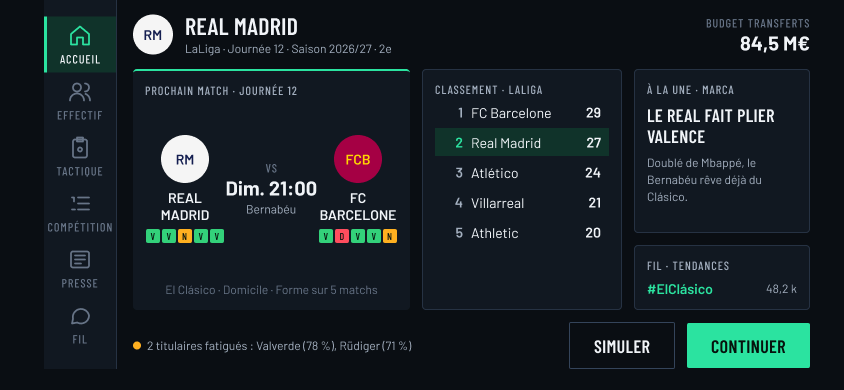 ACCUEIL
EFFECTIF
TACTIQUE
COMPÉTITION
PRESSE
FIL
RM
REAL MADRID
LaLiga · Journée 12 · Saison 2026/27 · 2e
BUDGET TRANSFERTS
84,5 M€
PROCHAIN MATCH · JOURNÉE 12
RM
REAL
MADRID
V V N V V
VS
Dim. 21:00
Bernabéu
FCB
FC
BARCELONE
V D V V N
El Clásico · Domicile · Forme sur 5 matchs
CLASSEMENT · LALIGA
1 FC Barcelone 29
2 Real Madrid 27
3 Atlético 24
4 Villarreal 21
5 Athletic 20
À LA UNE · MARCA
LE REAL FAIT PLIER
VALENCE
Doublé de Mbappé, le
Bernabéu rêve déjà du
Clásico.
FIL · TENDANCES
#ElClásico 48,2 k
2 titulaires fatigués : Valverde (78 %), Rüdiger (71 %)
SIMULER
CONTINUER